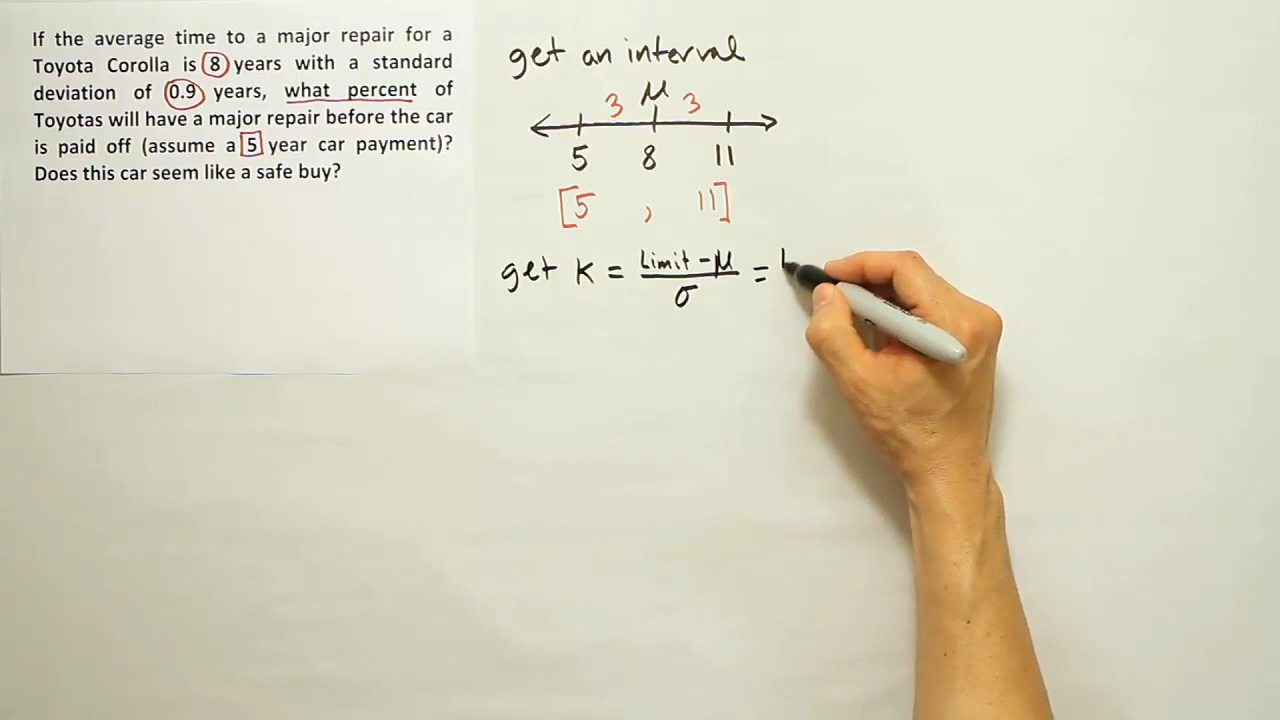 If the average time to a major repair for a
Toyota Corolla is 8 years with a standard
deviation of 0.9 years, what percent of
Toyotas will have a major repair before the car
is paid off (assume a 5 year car payment)?
Does this car seem like a safe buy?
get an interval
3 μ 3
5 8 11
[5 , 11]
get K = Limit - μ / σ =